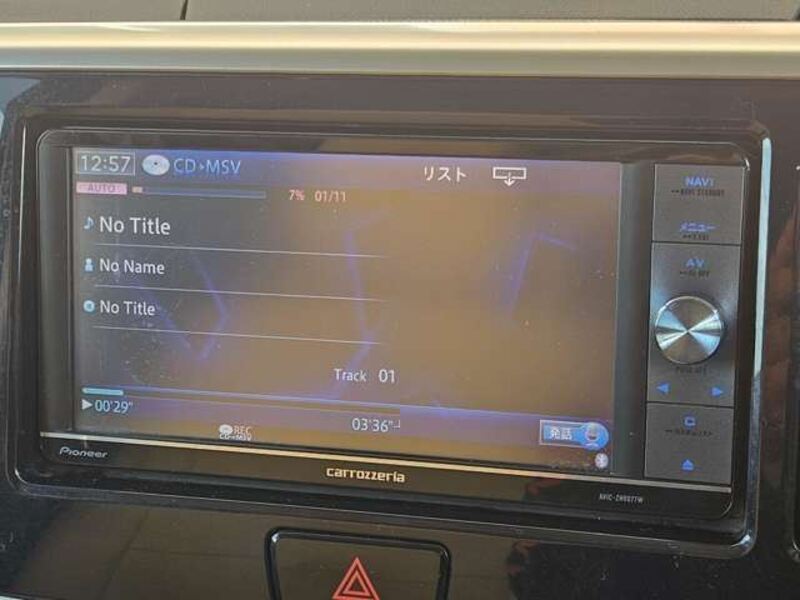 12:57 CD▸MSV リスト
AUTO 7% 01/11
No Title
No Name
No Title
Track 01
▶00'29"
03'36"
REC
CD▸MSV
発話
Pioneer
carrozzeria
NAVI
メニュー
AV